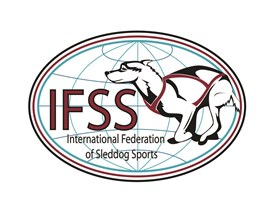 IFSS
International Federation
of Sleddog Sports